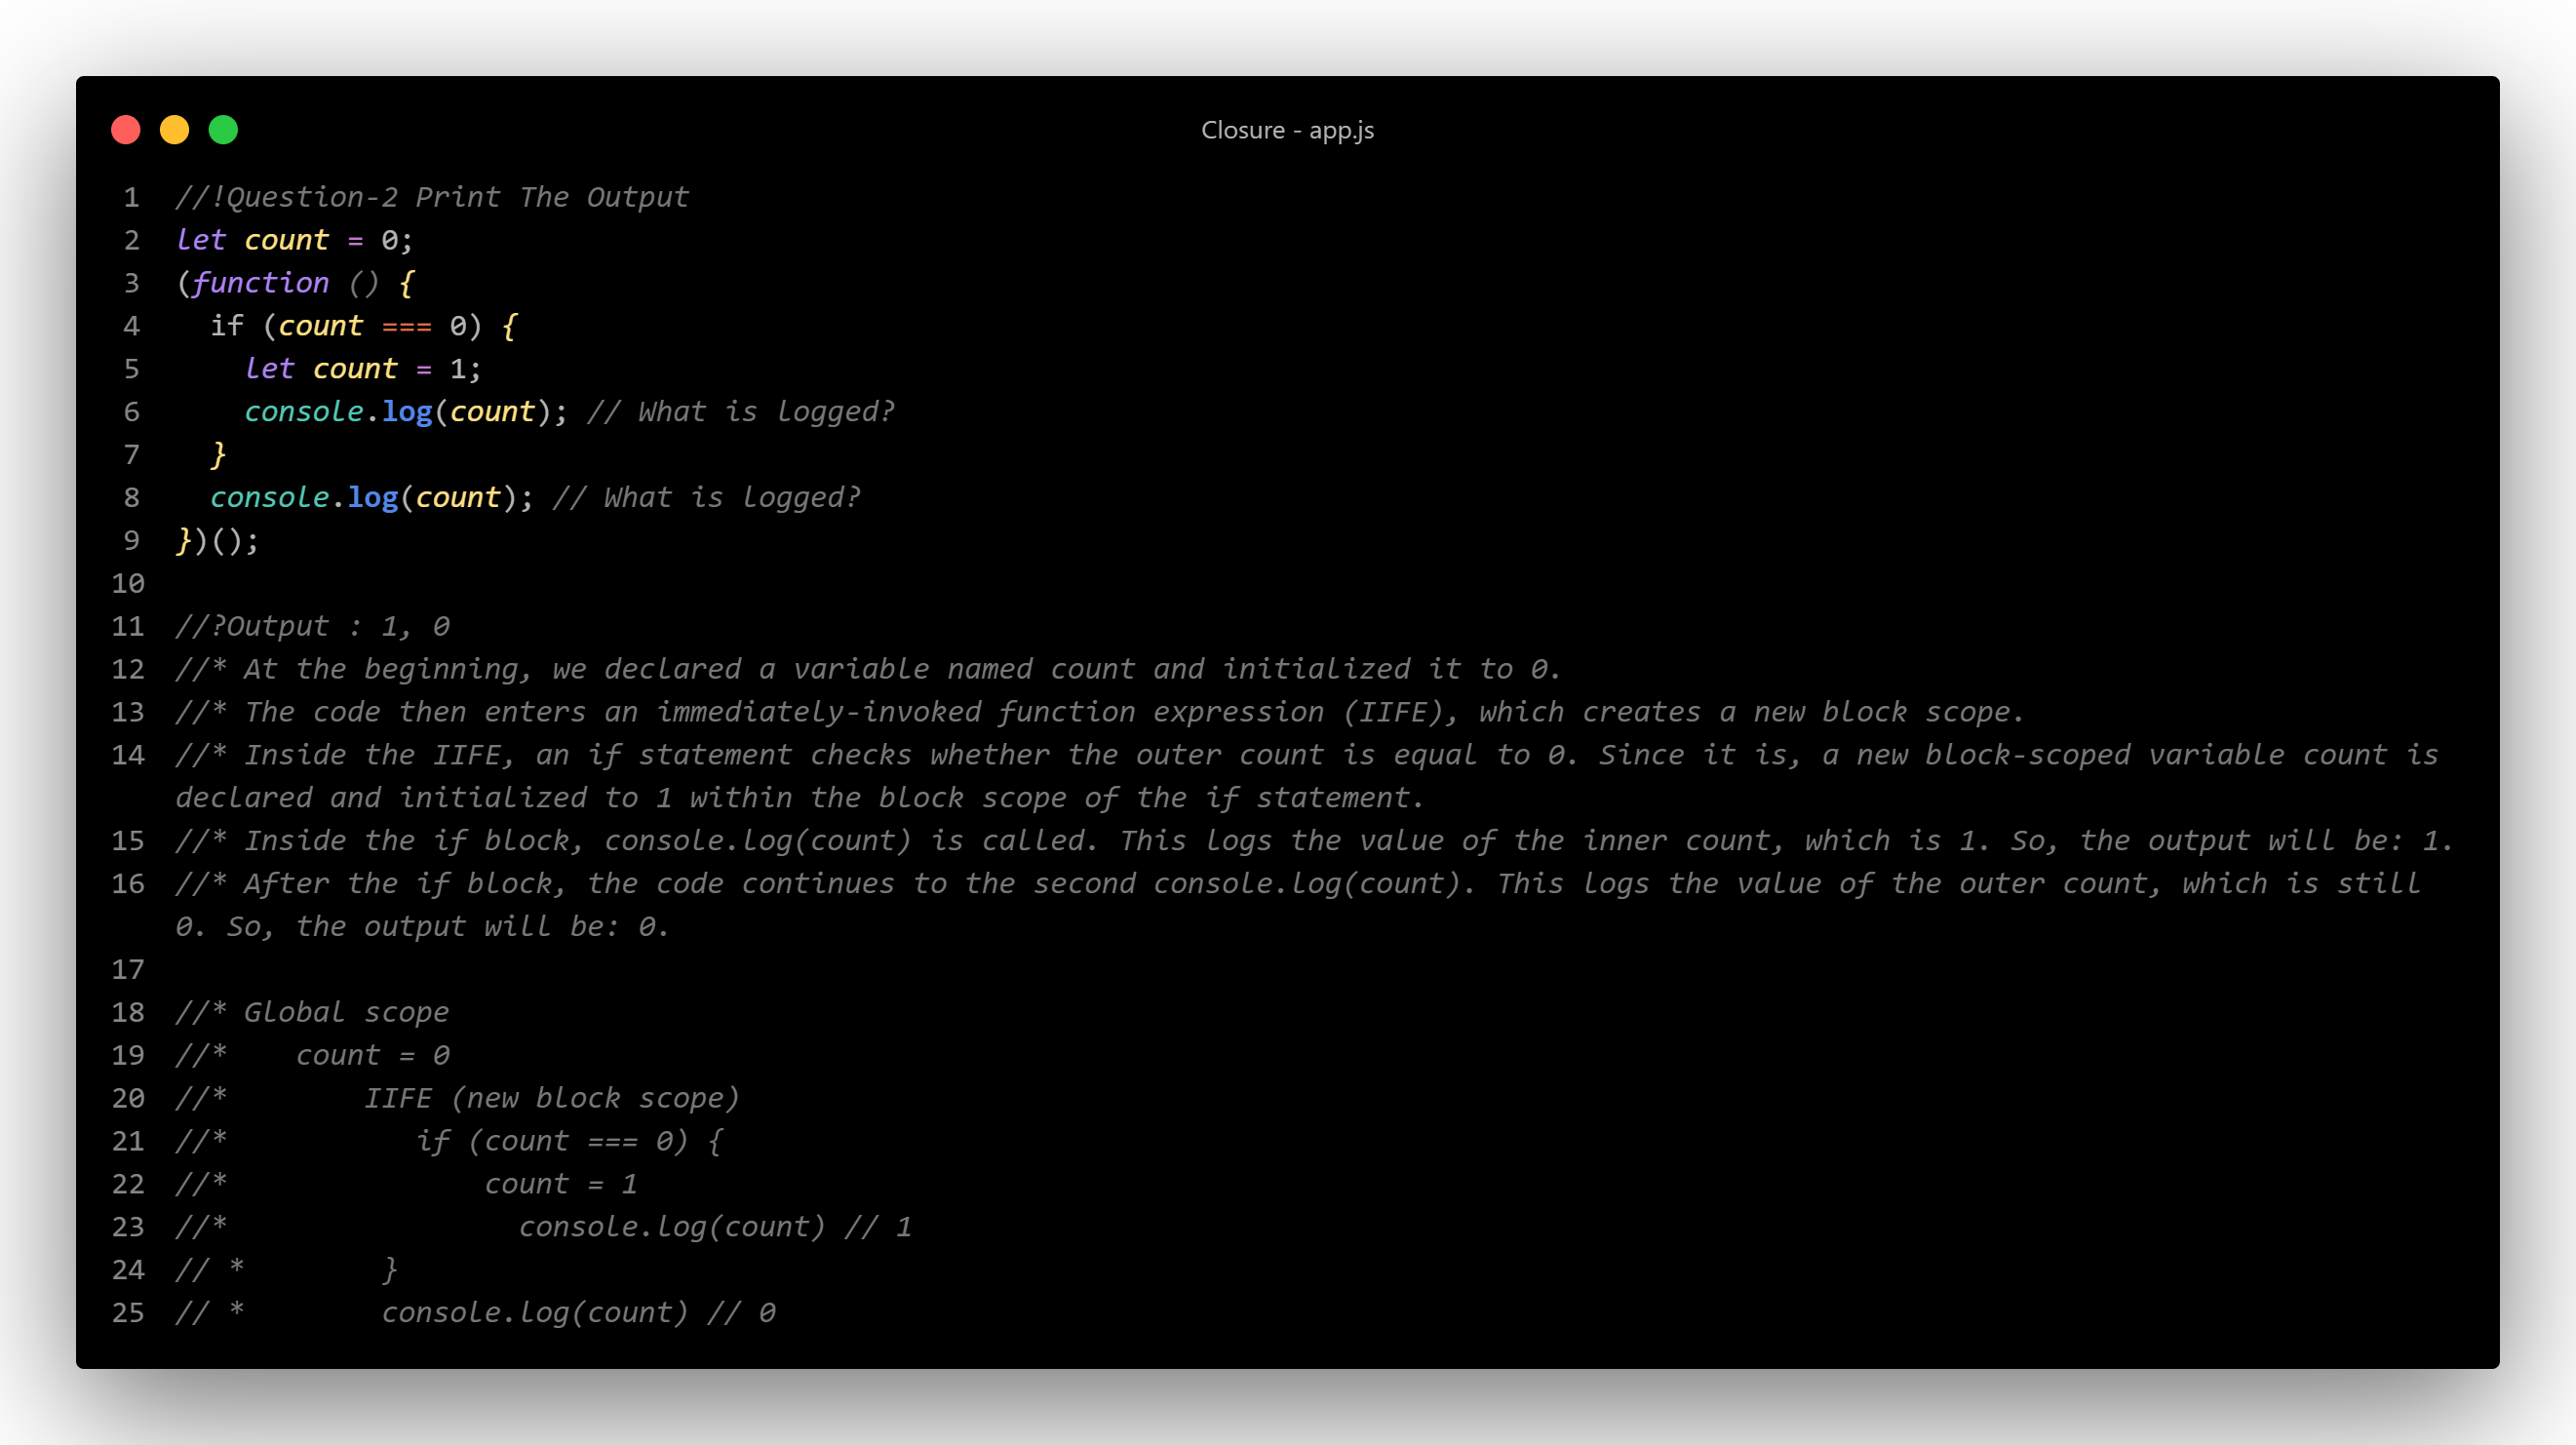 Closure - app.js
1 //!Question-2 Print The Output
2 let count = 0;
3 (function () {
4   if (count === 0) {
5     let count = 1;
6     console.log(count); // What is logged?
7   }
8   console.log(count); // What is logged?
9 })();
10
11 //?Output : 1, 0
12 //* At the beginning, we declared a variable named count and initialized it to 0.
13 //* The code then enters an immediately-invoked function expression (IIFE), which creates a new block scope.
14 //* Inside the IIFE, an if statement checks whether the outer count is equal to 0. Since it is, a new block-scoped variable count is
declared and initialized to 1 within the block scope of the if statement.
15 //* Inside the if block, console.log(count) is called. This logs the value of the inner count, which is 1. So, the output will be: 1.
16 //* After the if block, the code continues to the second console.log(count). This logs the value of the outer count, which is still
0. So, the output will be: 0.
17
18 //* Global scope
19 //*    count = 0
20 //*        IIFE (new block scope)
21 //*           if (count === 0) {
22 //*               count = 1
23 //*                 console.log(count) // 1
24 // *        }
25 // *        console.log(count) // 0